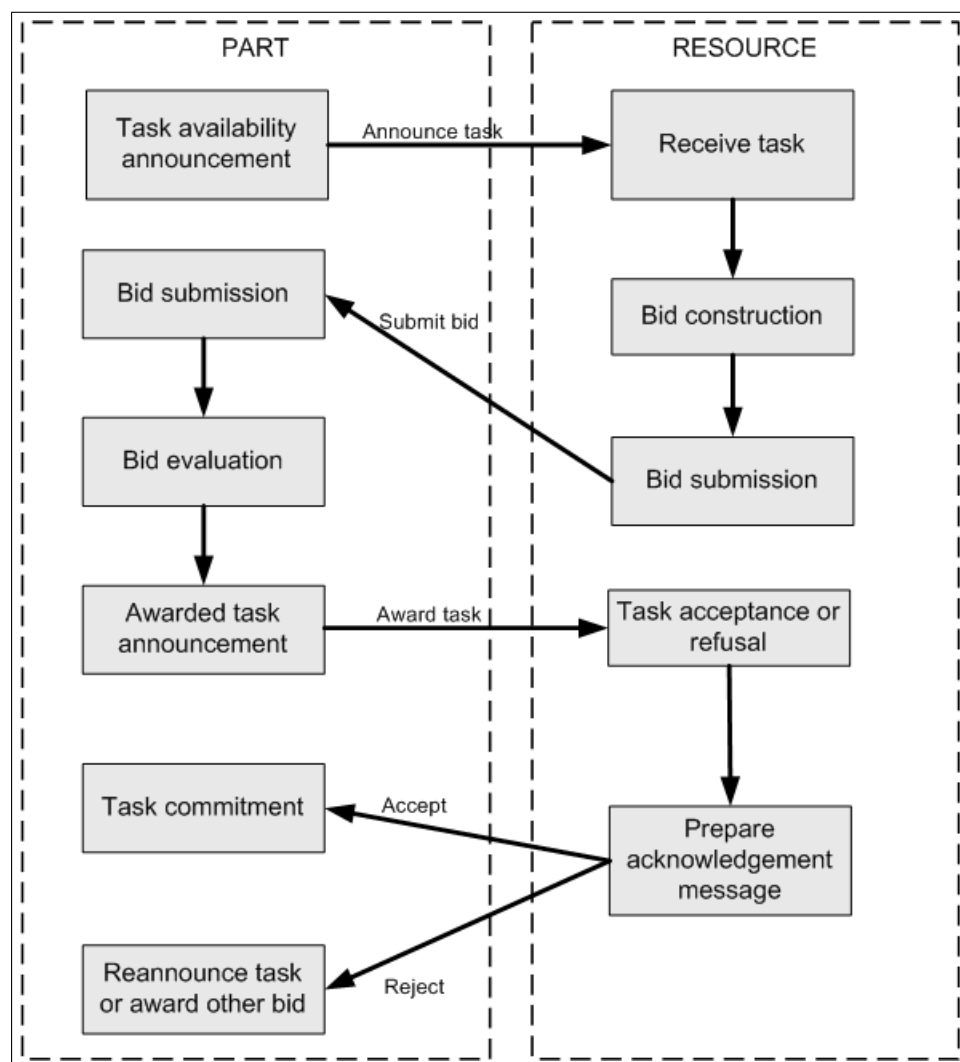 PART
RESOURCE
Task availability
announcement
Announce task
Receive task
Bid submission
Submit bid
Bid construction
Bid evaluation
Bid submission
Awarded task
announcement
Award task
Task acceptance or
refusal
Task commitment
Accept
Prepare
acknowledgement
message
Reannounce task
or award other bid
Reject